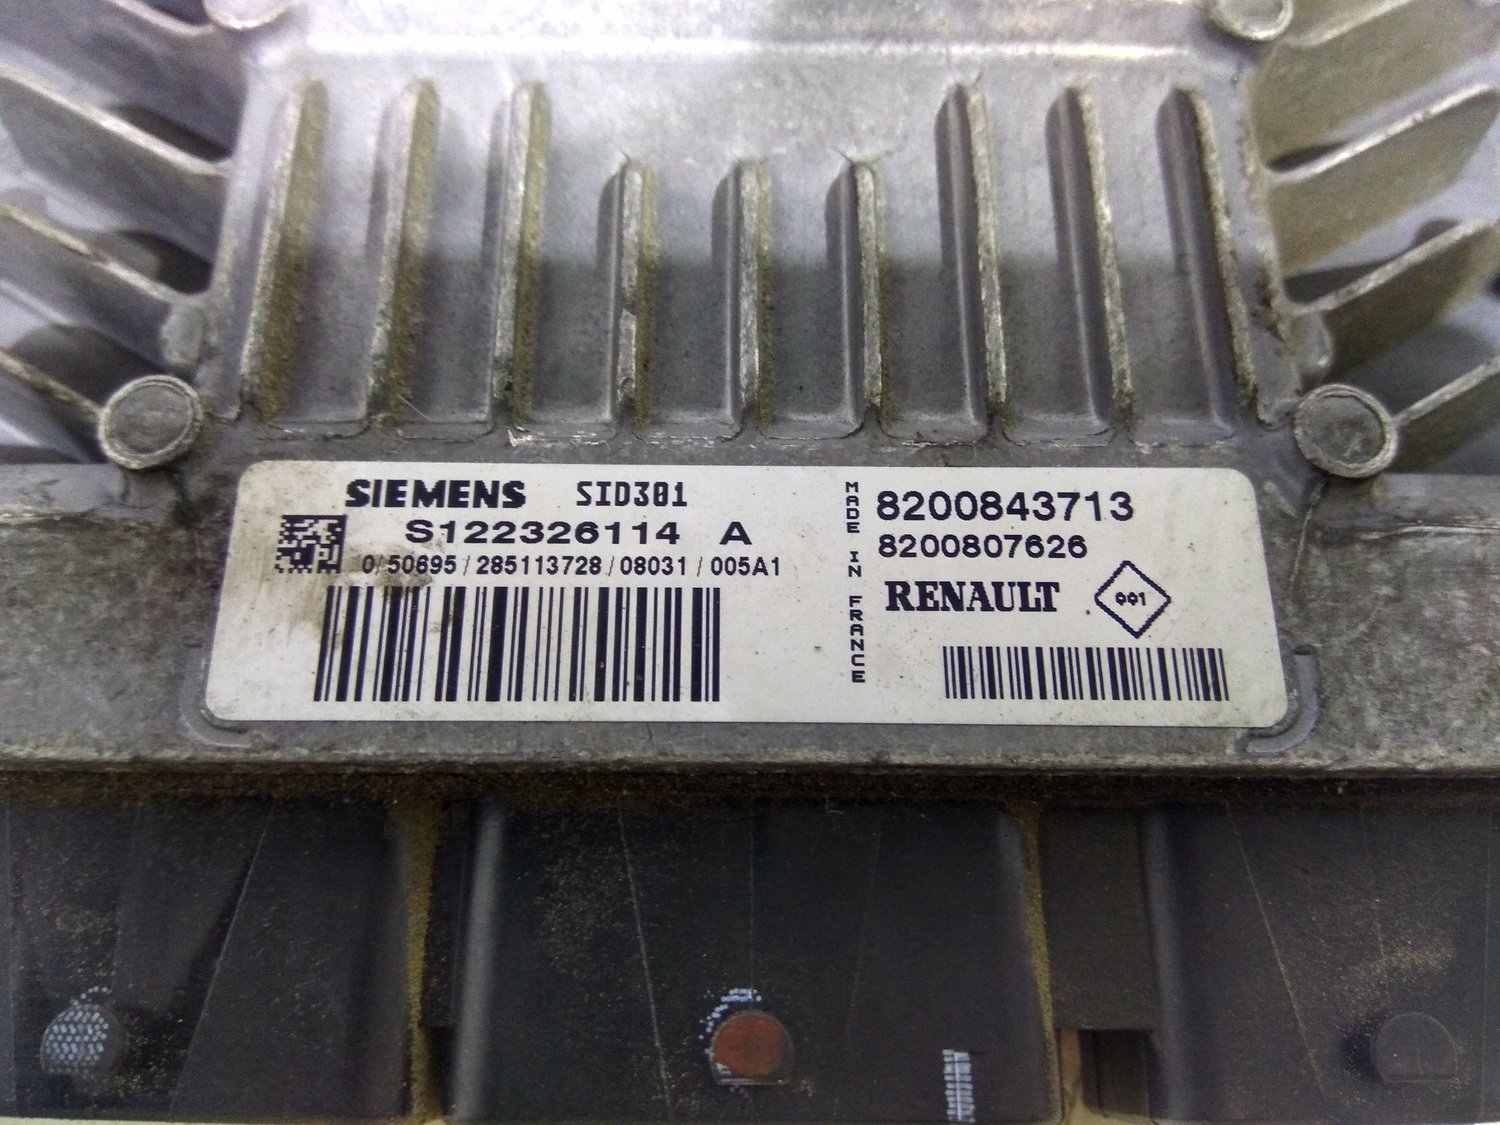 SIEMENS SID301
S122326114 A
0/50695/285113728/08031/005A1
MADE IN FRANCE
8200843713
8200807626
RENAULT 001